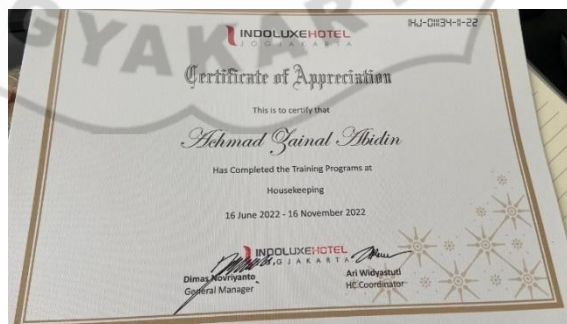 GYAKARTA
INDOLUXEHOTEL
JOGJAKARTA
Certificate of Appreciation
This is to certify that
Achmad Zainal Abidin
Has Completed the Training Programs at
Housekeeping
16 June 2022 - 16 November 2022
INDOLUXEHOTEL
JOGJAKARTA
Dimas Novriyanto
General Manager
Ari Widyastuti
HC Coordinator